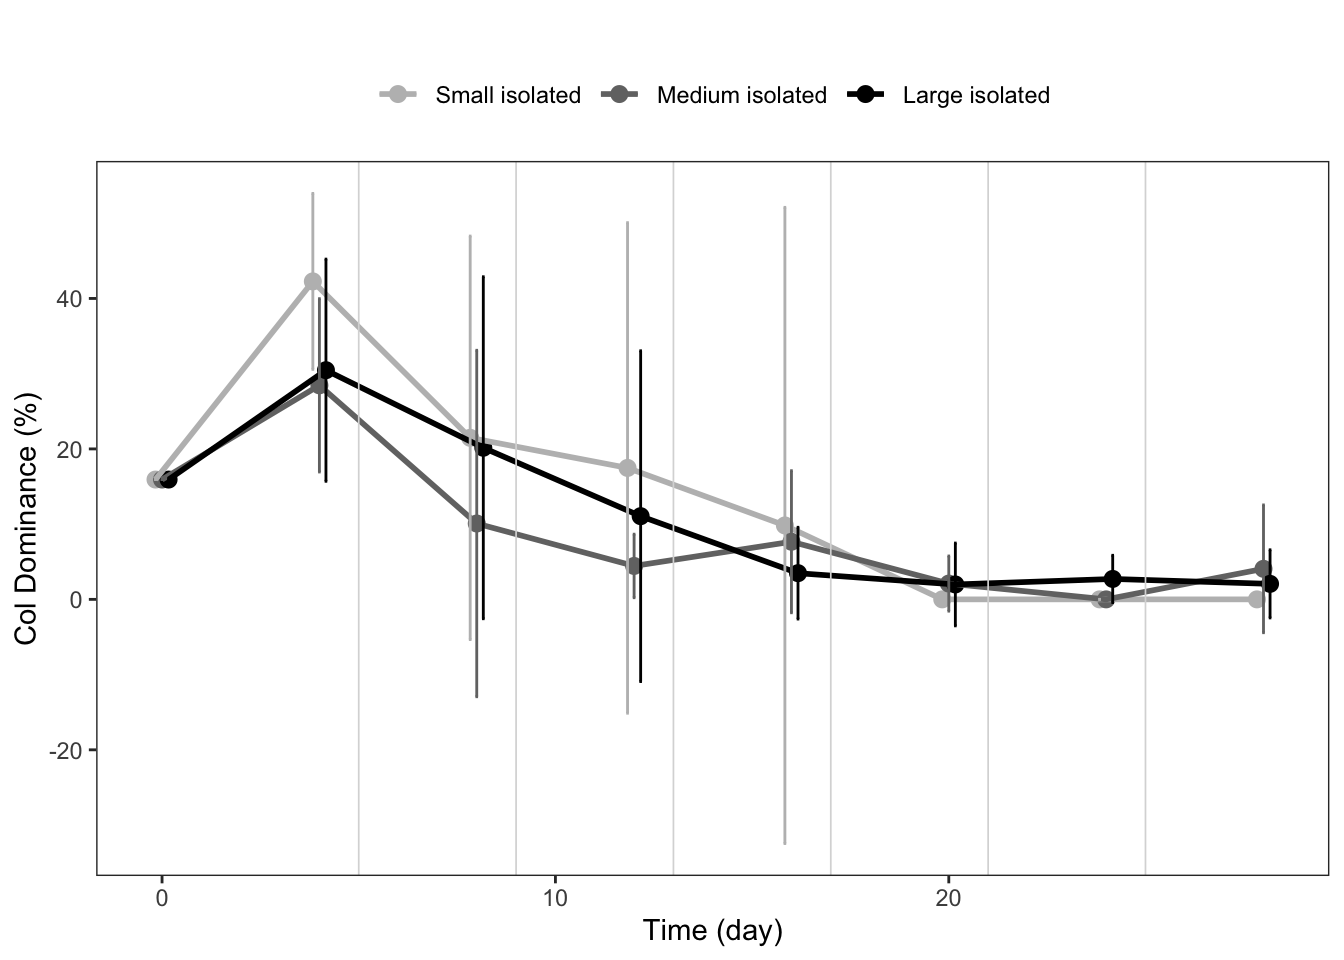 Small isolated Medium isolated Large isolated
Col Dominance (%)
40
20
0
-20
0 10 20
Time (day)